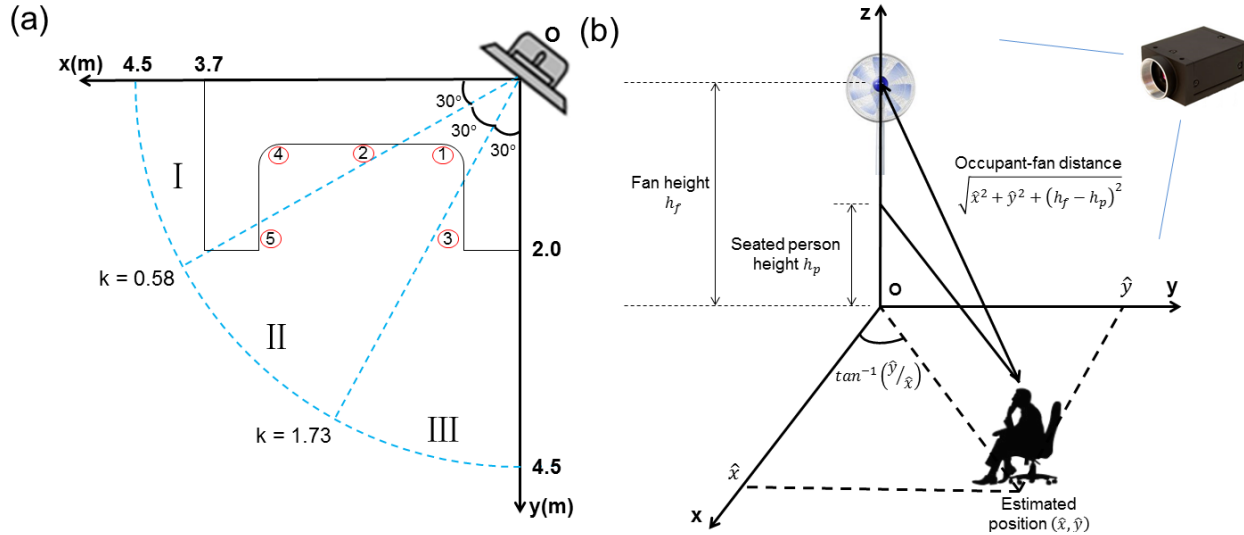 (a)
O
x(m)
4.5
3.7
30°
30°
30°
④
②
①
I
⑤
③
2.0
k = 0.58
II
k = 1.73
III
4.5
y(m)
(b)
z
Fan height
h_f
Occupant-fan distance
√(x̂² + ŷ² + (h_f − h_p)²)
Seated person
height h_p
O
ŷ
y
tan⁻¹(ŷ/x̂)
x̂
x
Estimated
position (x̂, ŷ)